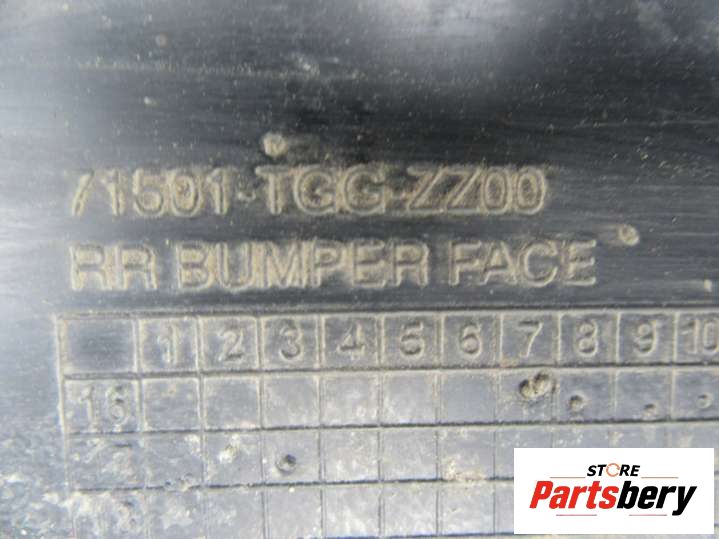 71501-TGG-ZZ00
RR BUMPER FACE
1 2 3 4 5 6 7 8 9 10
16
STORE
Partsbery